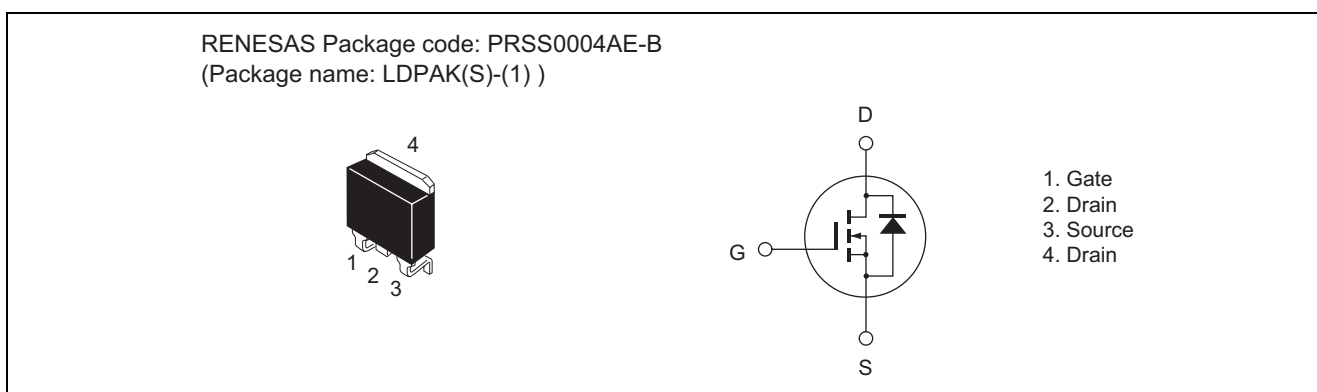 RENESAS Package code: PRSS0004AE-B
(Package name: LDPAK(S)-(1) )
4
1
2
3
D
G
S
1. Gate
2. Drain
3. Source
4. Drain